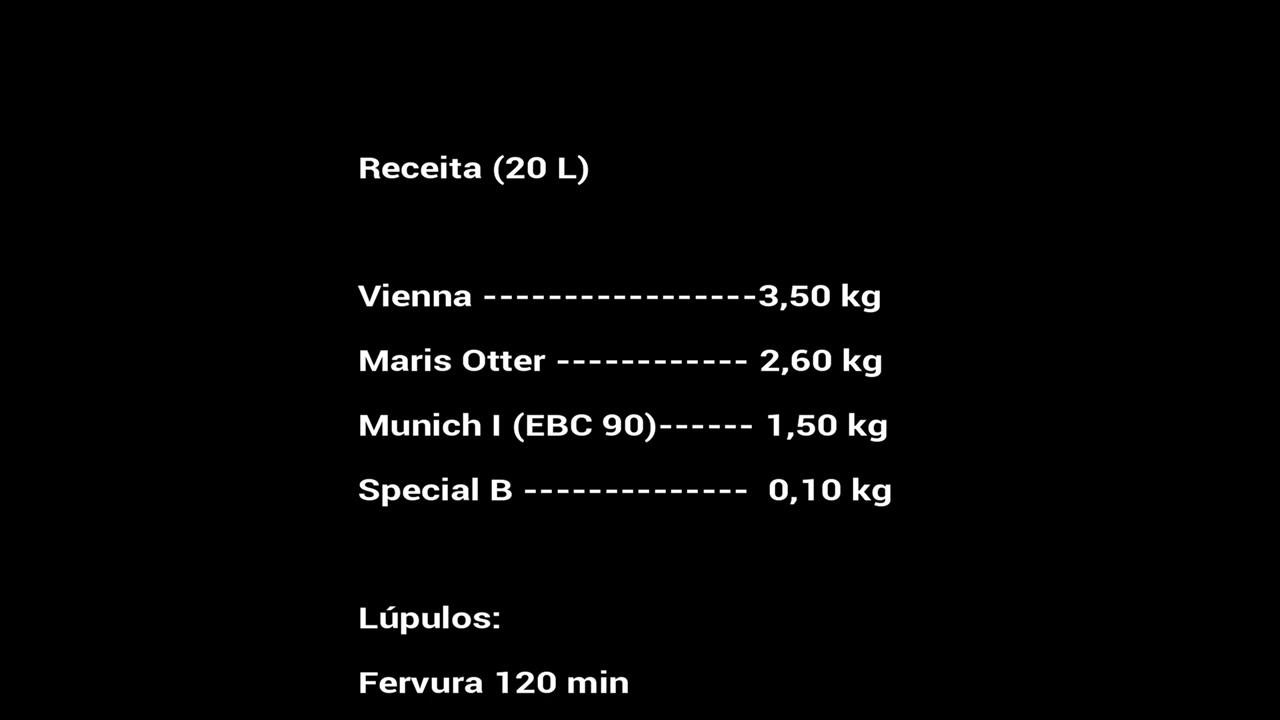 Receita (20 L)
Vienna -----------------3,50 kg
Maris Otter ------------ 2,60 kg
Munich I (EBC 90)------ 1,50 kg
Special B -------------- 0,10 kg
Lúpulos:
Fervura 120 min